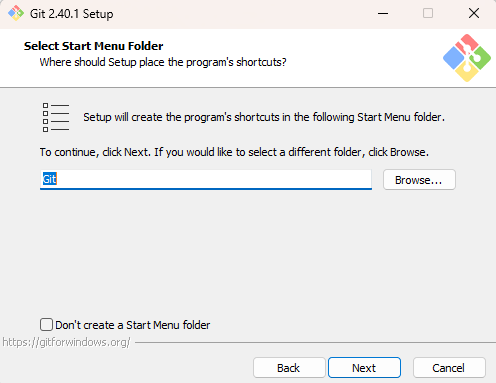 Git 2.40.1 Setup
Select Start Menu Folder
Where should Setup place the program's shortcuts?
Setup will create the program's shortcuts in the following Start Menu folder.
To continue, click Next. If you would like to select a different folder, click Browse.
Git
Browse...
Don't create a Start Menu folder
https://gitforwindows.org/
Back
Next
Cancel